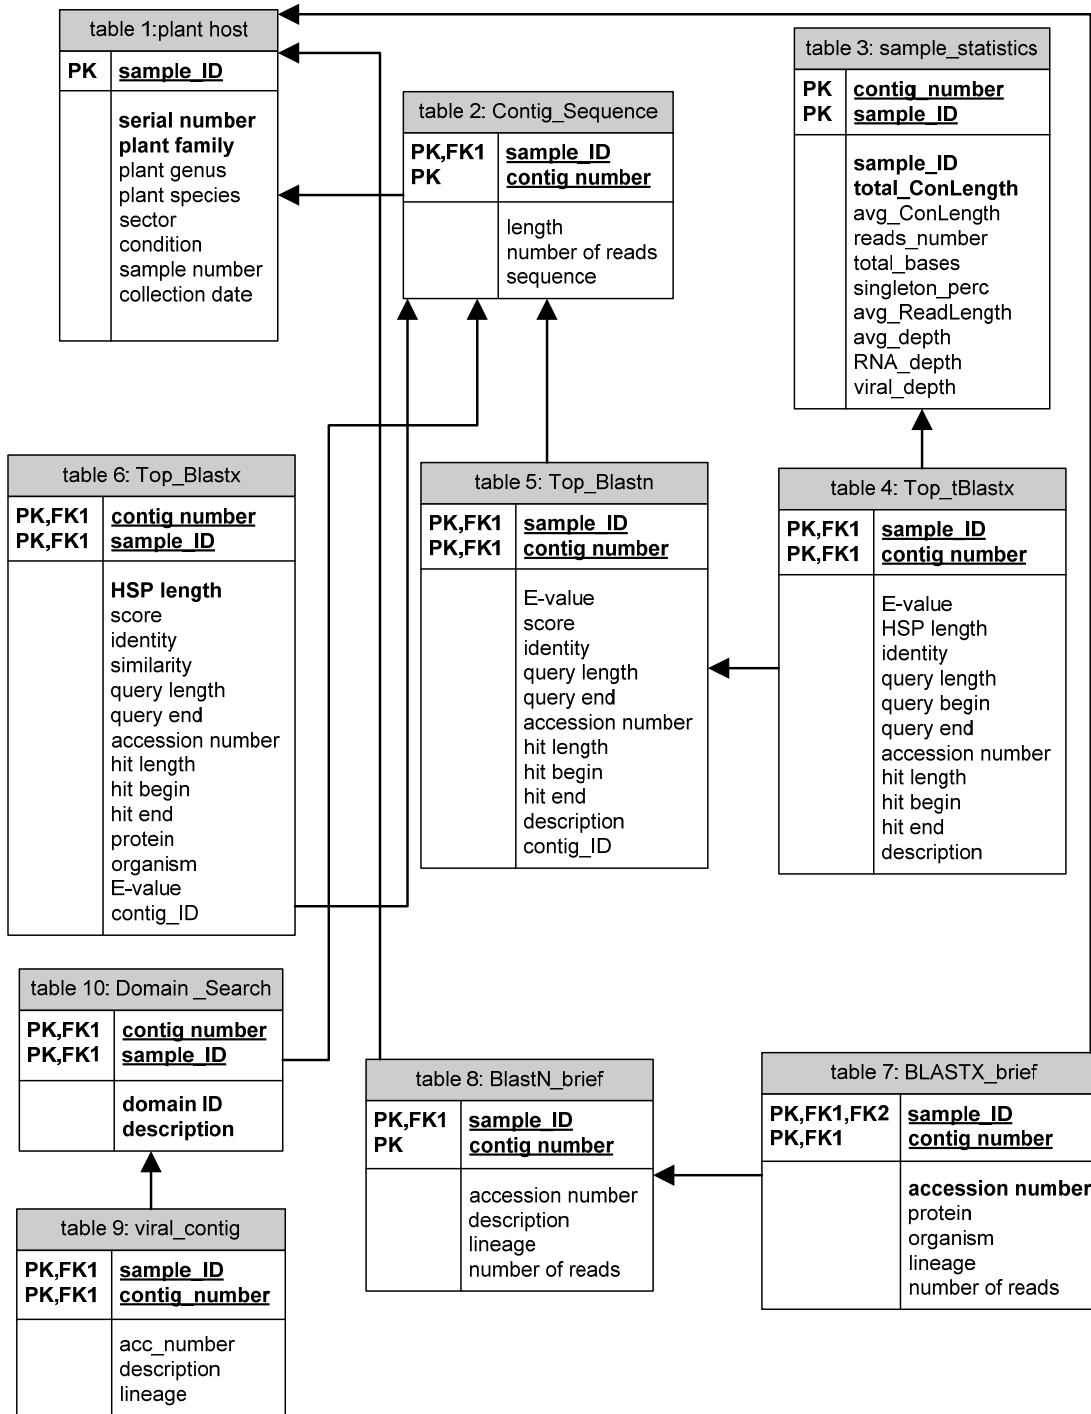 table 1:plant host
PK sample_ID
serial number
plant family
plant genus
plant species
sector
condition
sample number
collection date
table 2: Contig_Sequence
PK,FK1 sample_ID
PK contig number
length
number of reads
sequence
table 3: sample_statistics
PK contig_number
PK sample_ID
sample_ID
total_ConLength
avg_ConLength
reads_number
total_bases
singleton_perc
avg_ReadLength
avg_depth
RNA_depth
viral_depth
table 6: Top_Blastx
PK,FK1 contig number
PK,FK1 sample_ID
HSP length
score
identity
similarity
query length
query end
accession number
hit length
hit begin
hit end
protein
organism
E-value
contig_ID
table 5: Top_Blastn
PK,FK1 sample_ID
PK,FK1 contig number
E-value
score
identity
query length
query end
accession number
hit length
hit begin
hit end
description
contig_ID
table 4: Top_tBlastx
PK,FK1 sample_ID
PK,FK1 contig number
E-value
HSP length
identity
query length
query begin
query end
accession number
hit length
hit begin
hit end
description
table 10: Domain _Search
PK,FK1 contig number
PK,FK1 sample_ID
domain ID
description
table 8: BlastN_brief
PK,FK1 sample_ID
PK contig number
accession number
description
lineage
number of reads
table 7: BLASTX_brief
PK,FK1,FK2 sample_ID
PK,FK1 contig number
accession number
protein
organism
lineage
number of reads
table 9: viral_contig
PK,FK1 sample_ID
PK,FK1 contig_number
acc_number
description
lineage